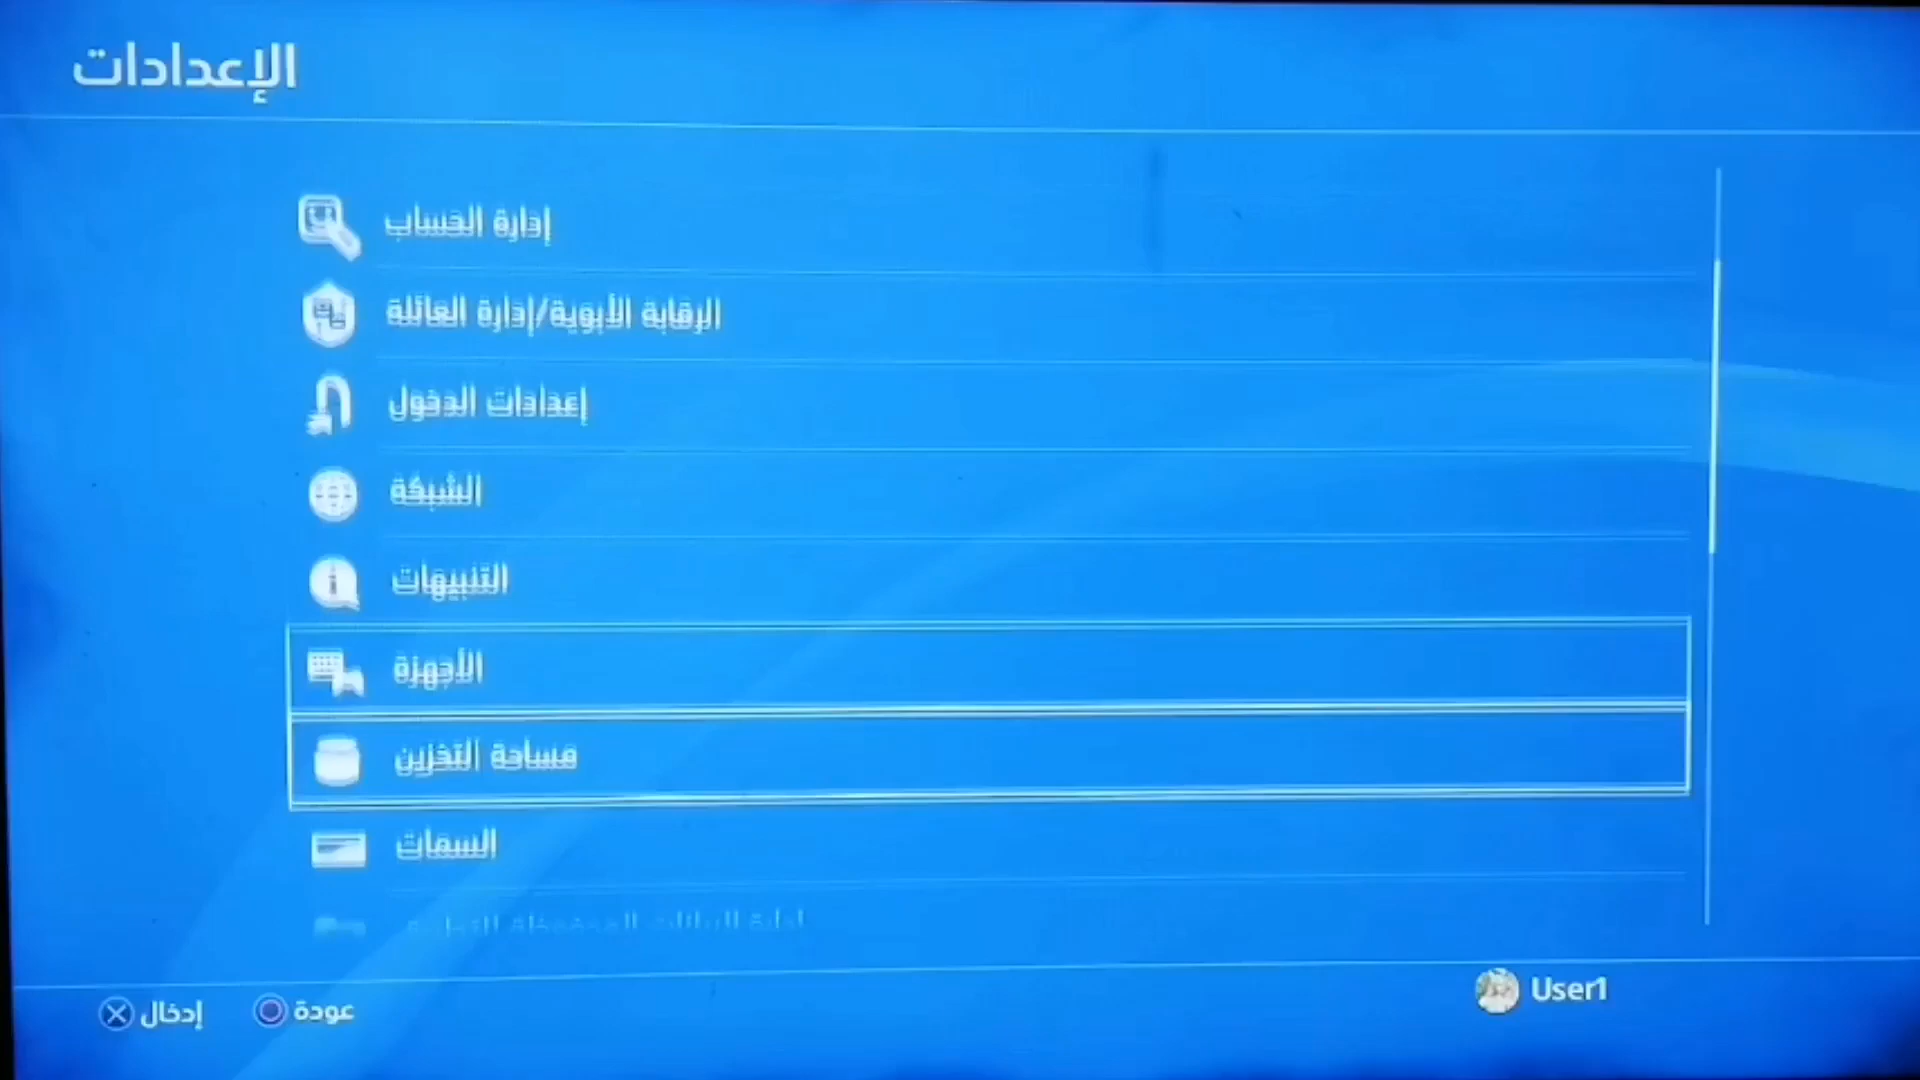 الإعدادات
إدارة الحساب
الرقابة الأبوية/إدارة العائلة
إعدادات الدخول
الشبكة
التنبيهات
الأجهزة
مساحة التخزين
السمات
إدخال
عودة
User1